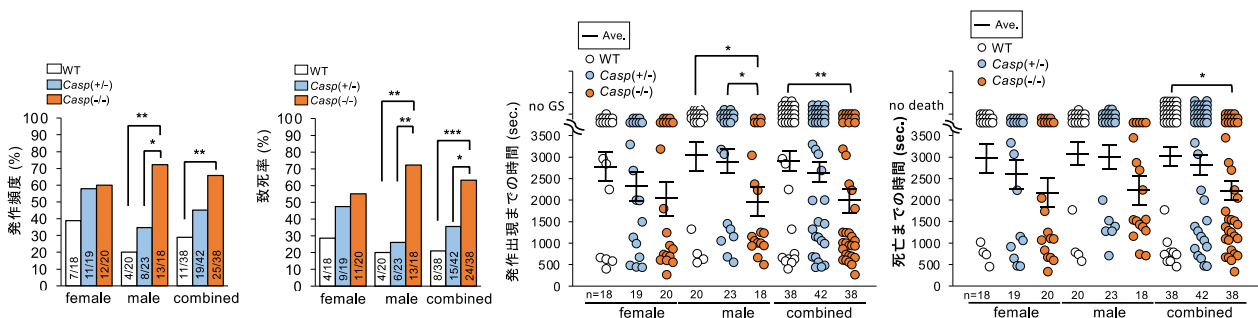 WT
Casp(+/-)
Casp(-/-)
発作頻度 (%)
100
90
80
70
60
50
40
30
20
10
0
**
*
**
7/18
11/19
12/20
4/20
8/23
13/18
11/38
19/42
25/38
female
male
combined
WT
Casp(+/-)
Casp(-/-)
致死率 (%)
100
90
80
70
60
50
40
30
20
10
0
**
**
***
*
4/18
9/19
11/20
4/20
6/23
13/18
8/38
15/42
24/38
female
male
combined
Ave.
WT
Casp(+/-)
Casp(-/-)
発作出現までの時間 (sec.)
no GS
3500
3000
2500
2000
1500
1000
500
0
*
*
**
n=18
19
20
20
23
18
38
42
38
female
male
combined
Ave.
WT
Casp(+/-)
Casp(-/-)
死亡までの時間 (sec.)
no death
3500
3000
2500
2000
1500
1000
500
0
*
n=18
19
20
20
23
18
38
42
38
female
male
combined